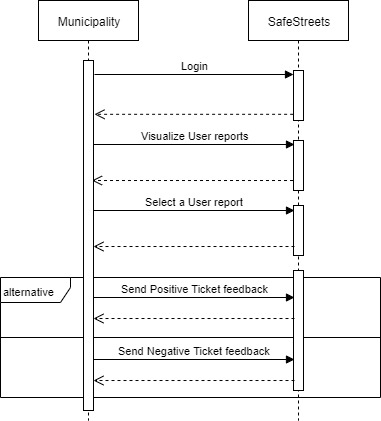 Municipality
SafeStreets
Login
Visualize User reports
Select a User report
alternative
Send Positive Ticket feedback
Send Negative Ticket feedback